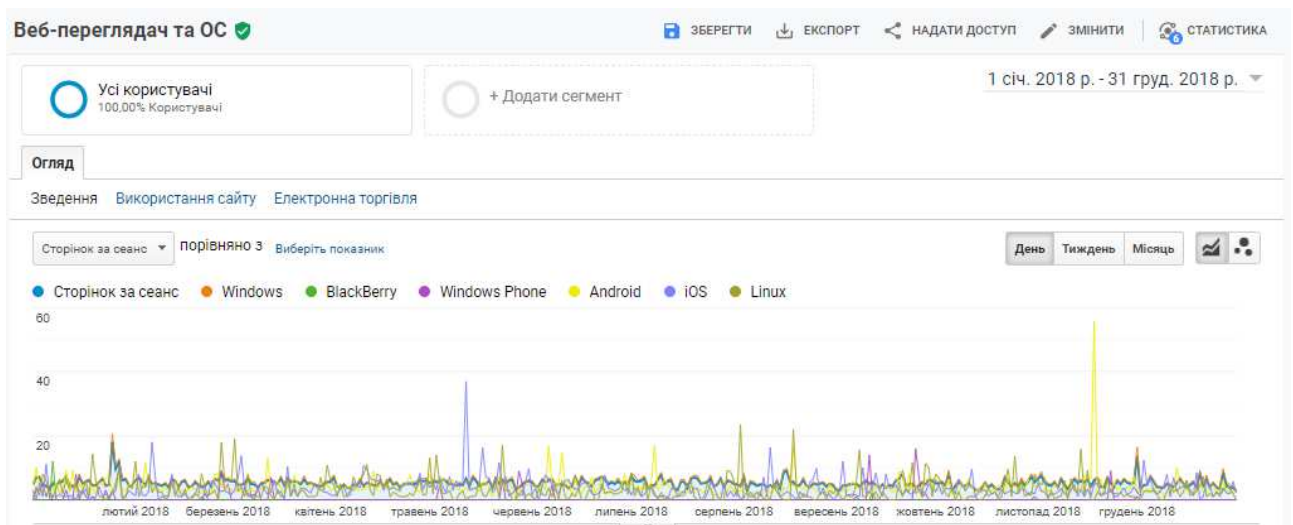 Веб-переглядач та ОС ЗБЕРЕГТИ ЕКСПОРТ НАДАТИ ДОСТУП ЗМІНИТИ 6 СТАТИСТИКА
Усі користувачі + Додати сегмент 1 січ. 2018 р. - 31 груд. 2018 р.
100,00% Користувачі
Огляд
Зведення Використання сайту Електронна торгівля
Сторінок за сеанс порівняно з Виберіть показник День Тиждень Місяць
Сторінок за сеанс Windows BlackBerry Windows Phone Android iOS Linux
60
40
20
лютий 2018 березень 2018 квітень 2018 травень 2018 червень 2018 липень 2018 серпень 2018 вересень 2018 жовтень 2018 листопад 2018 грудень 2018